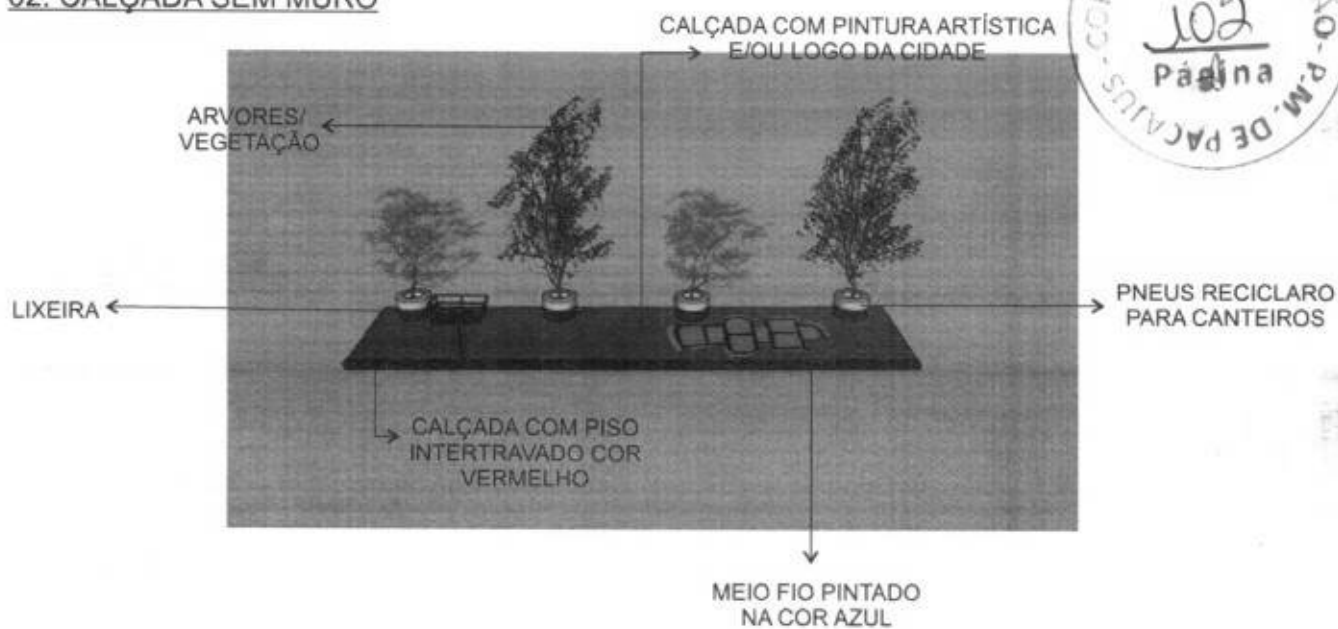 02. CALÇADA SEM MURO
CALÇADA COM PINTURA ARTÍSTICA
E/OU LOGO DA CIDADE
102
Página
P.M. DE PACAJUS
ARVORES/
VEGETAÇÃO
LIXEIRA
PNEUS RECICLARO
PARA CANTEIROS
CALÇADA COM PISO
INTERTRAVADO COR
VERMELHO
MEIO FIO PINTADO
NA COR AZUL